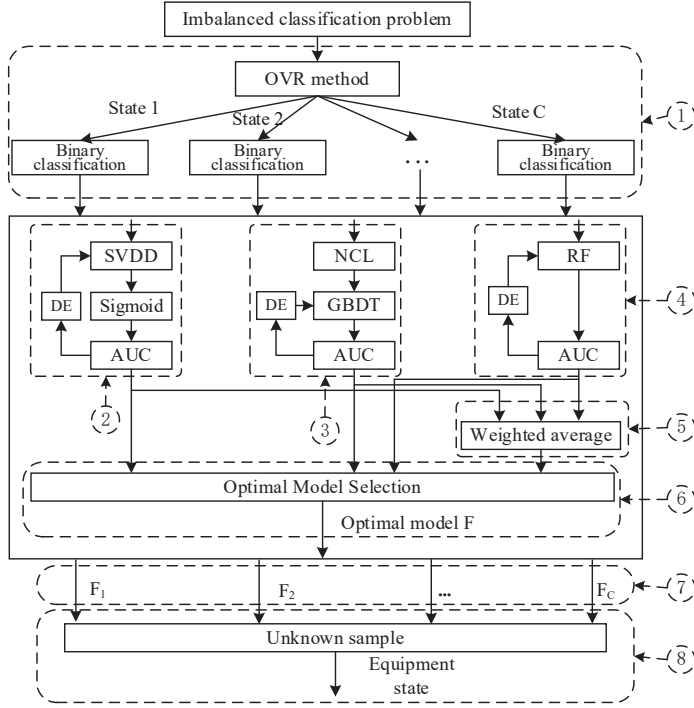 Imbalanced classification problem
OVR method
State 1
State 2
State C
1
Binary
classification
Binary
classification
...
Binary
classification
SVDD
NCL
RF
DE
Sigmoid
DE
GBDT
DE
4
AUC
AUC
AUC
2
3
5
Weighted average
Optimal Model Selection
6
Optimal model F
F1
F2
...
FC
7
Unknown sample
8
Equipment
state